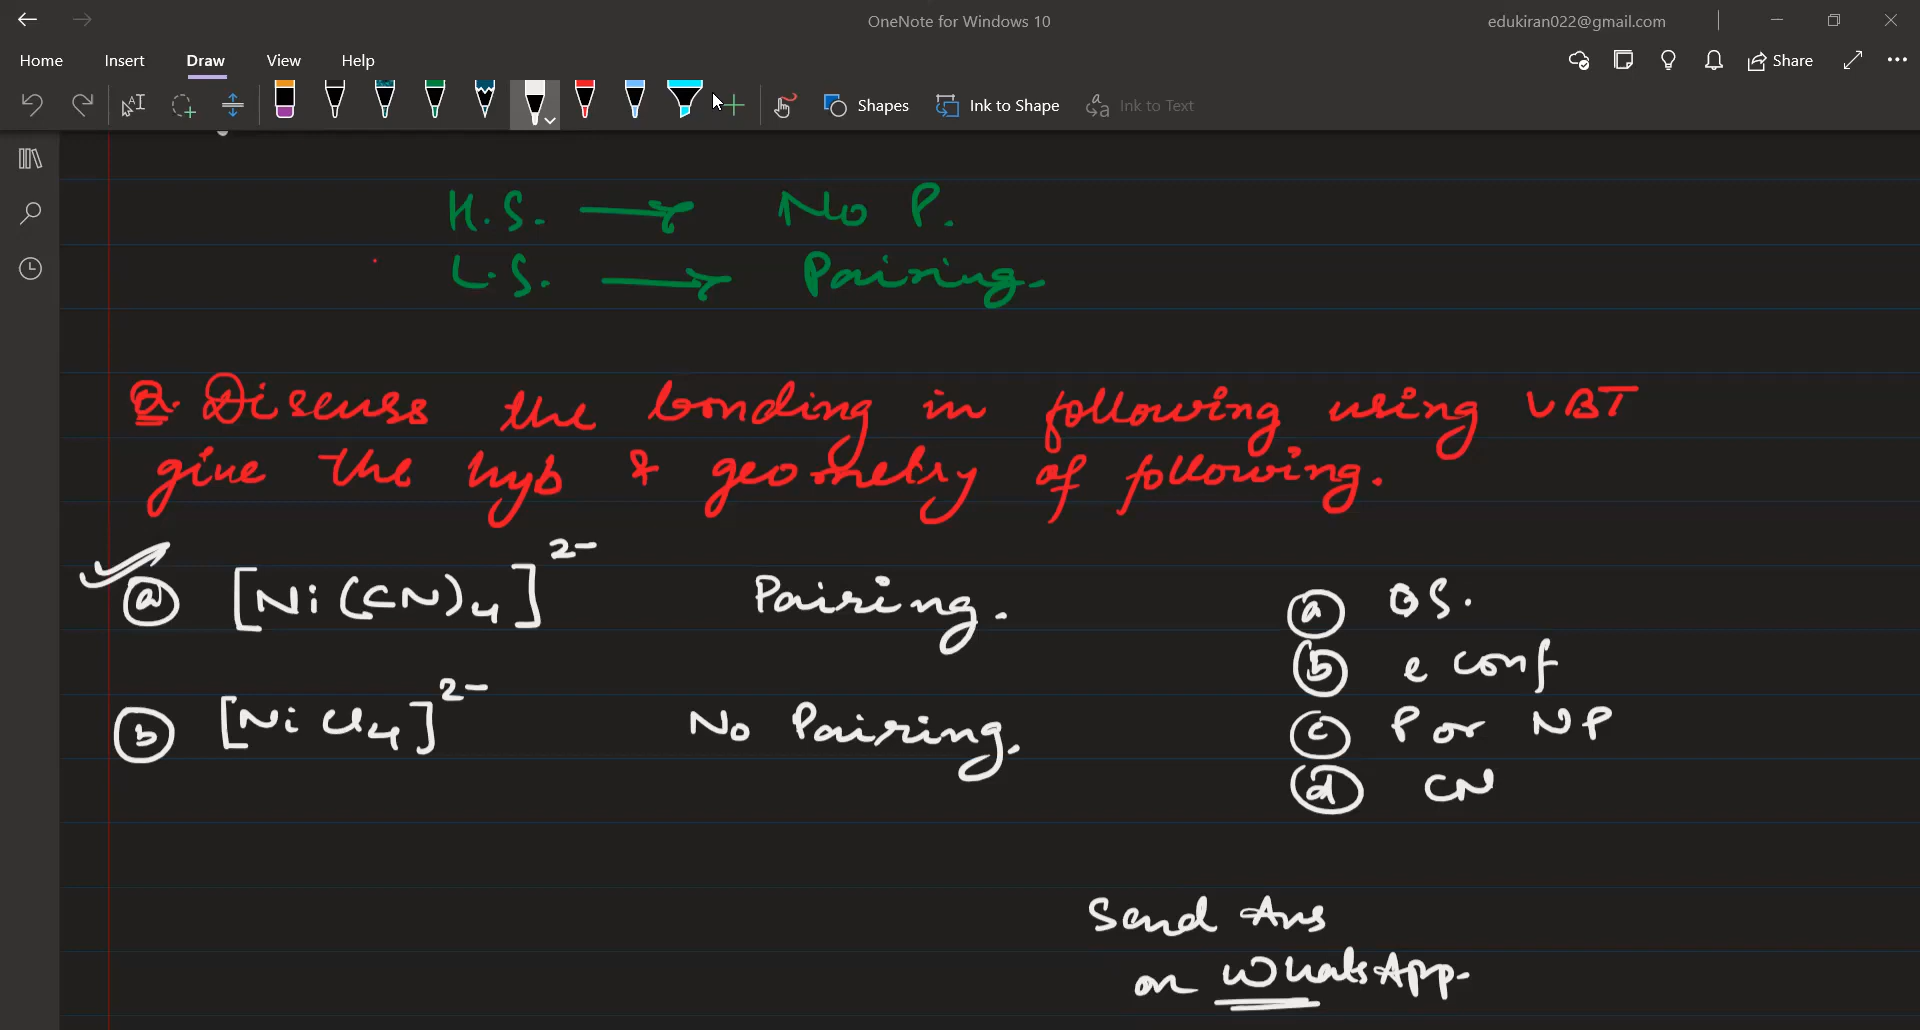 OneNote for Windows 10
edukiran022@gmail.com
Home Insert Draw View Help
Share
Shapes Ink to Shape Ink to Text
H.S. → No P.
L.S. → Pairing.
Q. Discuss the bonding in following using VBT
give the hyb & geometry of following.
ⓐ [Ni(CN)4]2- Pairing.
ⓑ [NiCl4]2- No Pairing.
ⓐ OS.
ⓑ e conf
ⓒ P or NP
ⓓ CN
Send Ans
on WhatsApp.